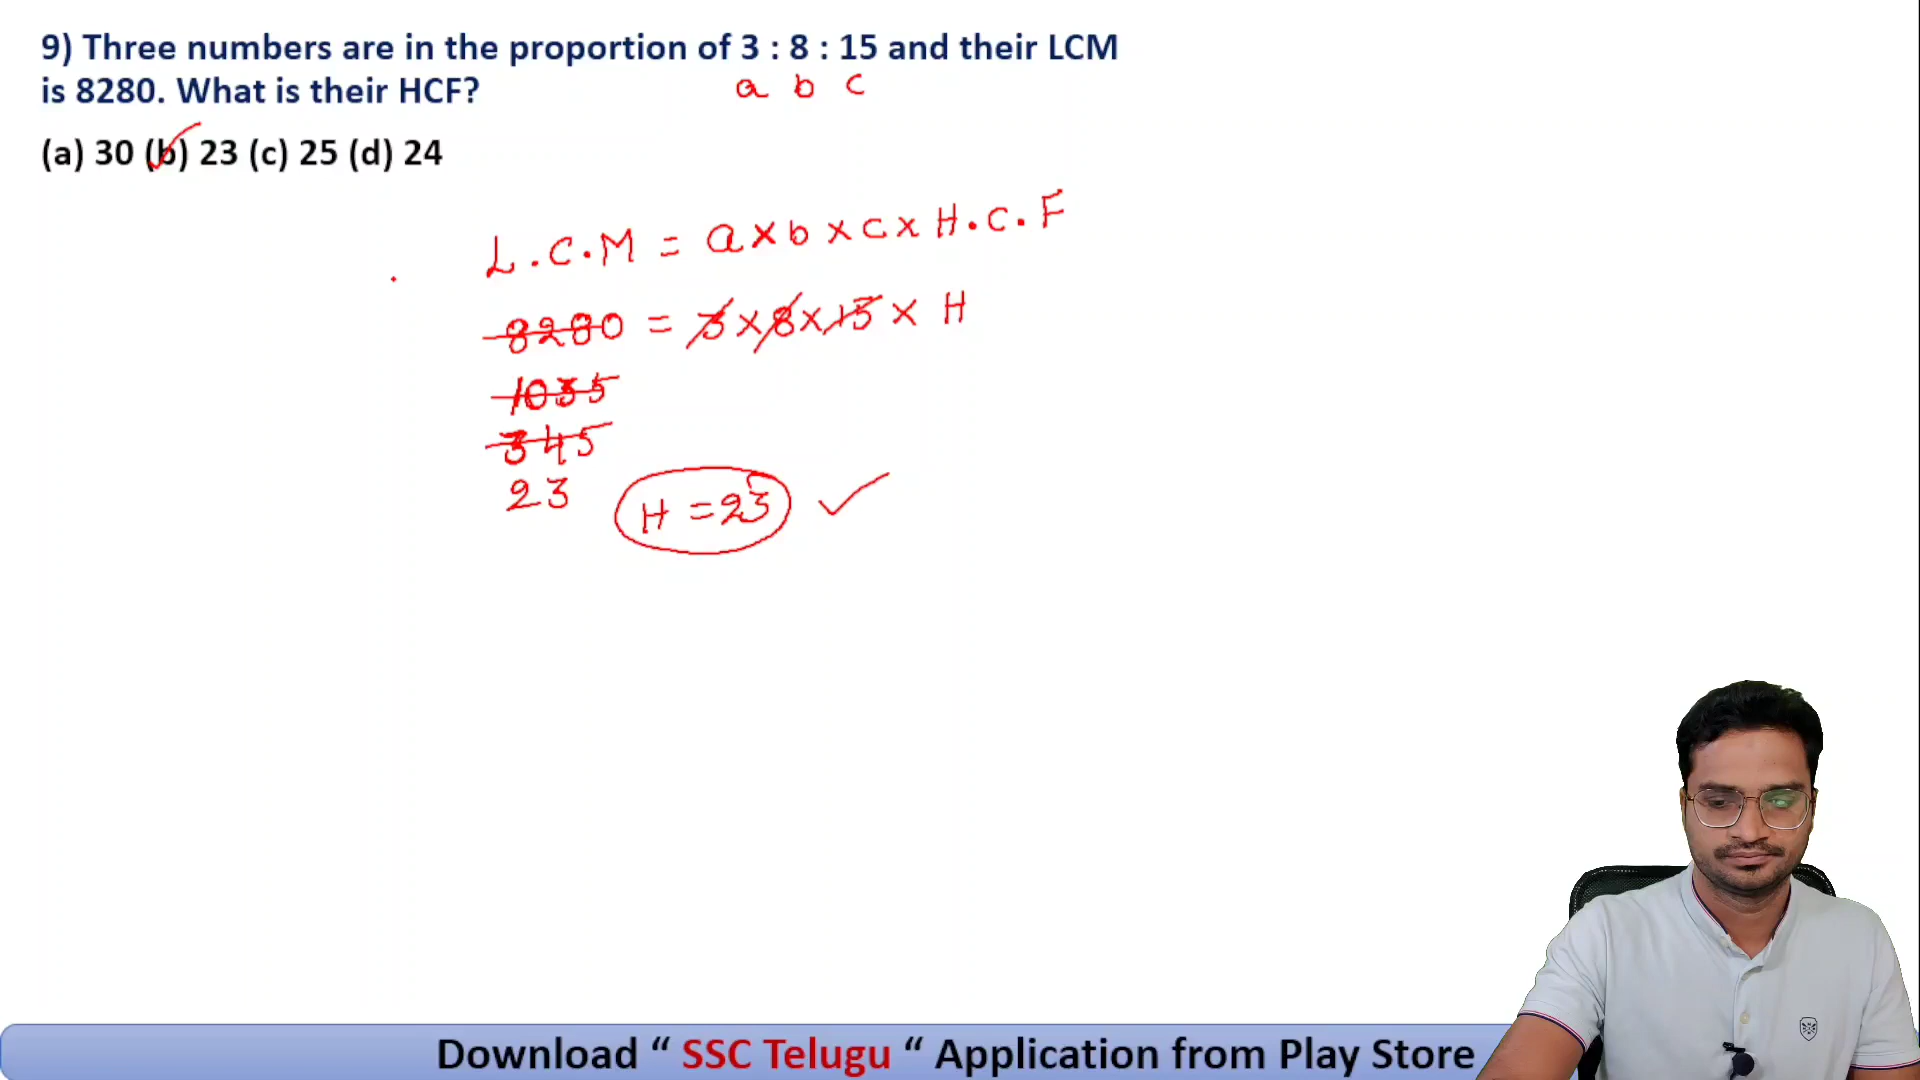 9) Three numbers are in the proportion of 3 : 8 : 15 and their LCM
is 8280. What is their HCF?
a b c
(a) 30 (b) 23 (c) 25 (d) 24
L.C.M = a×b×c×H.C.F
8280 = 3×8×15× H
1035
345
23
H = 23
Download “ SSC Telugu “ Application from Play Store